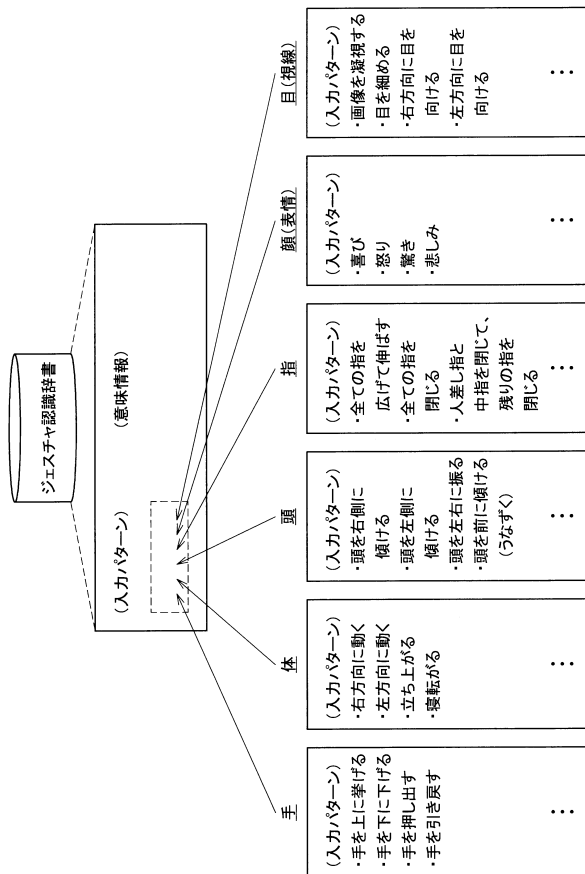 ジェスチャ認識辞書
(入力パターン)
(意味情報)
手
(入力パターン)
・手を上に挙げる
・手を下に下げる
・手を押し出す
・手を引き戻す
⋮
体
(入力パターン)
・右方向に動く
・左方向に動く
・立ち上がる
・寝転がる
⋮
頭
(入力パターン)
・頭を右側に
傾ける
・頭を左側に
傾ける
・頭を左右に振る
・頭を前に傾ける
(うなずく)
⋮
指
(入力パターン)
・全ての指を
広げて伸ばす
・全ての指を
閉じる
・人差し指と
中指を閉じて、
残りの指を
閉じる
⋮
顔(表情)
(入力パターン)
・喜び
・怒り
・驚き
・悲しみ
⋮
目(視線)
(入力パターン)
・画像を凝視する
・目を細める
・右方向に目を
向ける
・左方向に目を
向ける
⋮